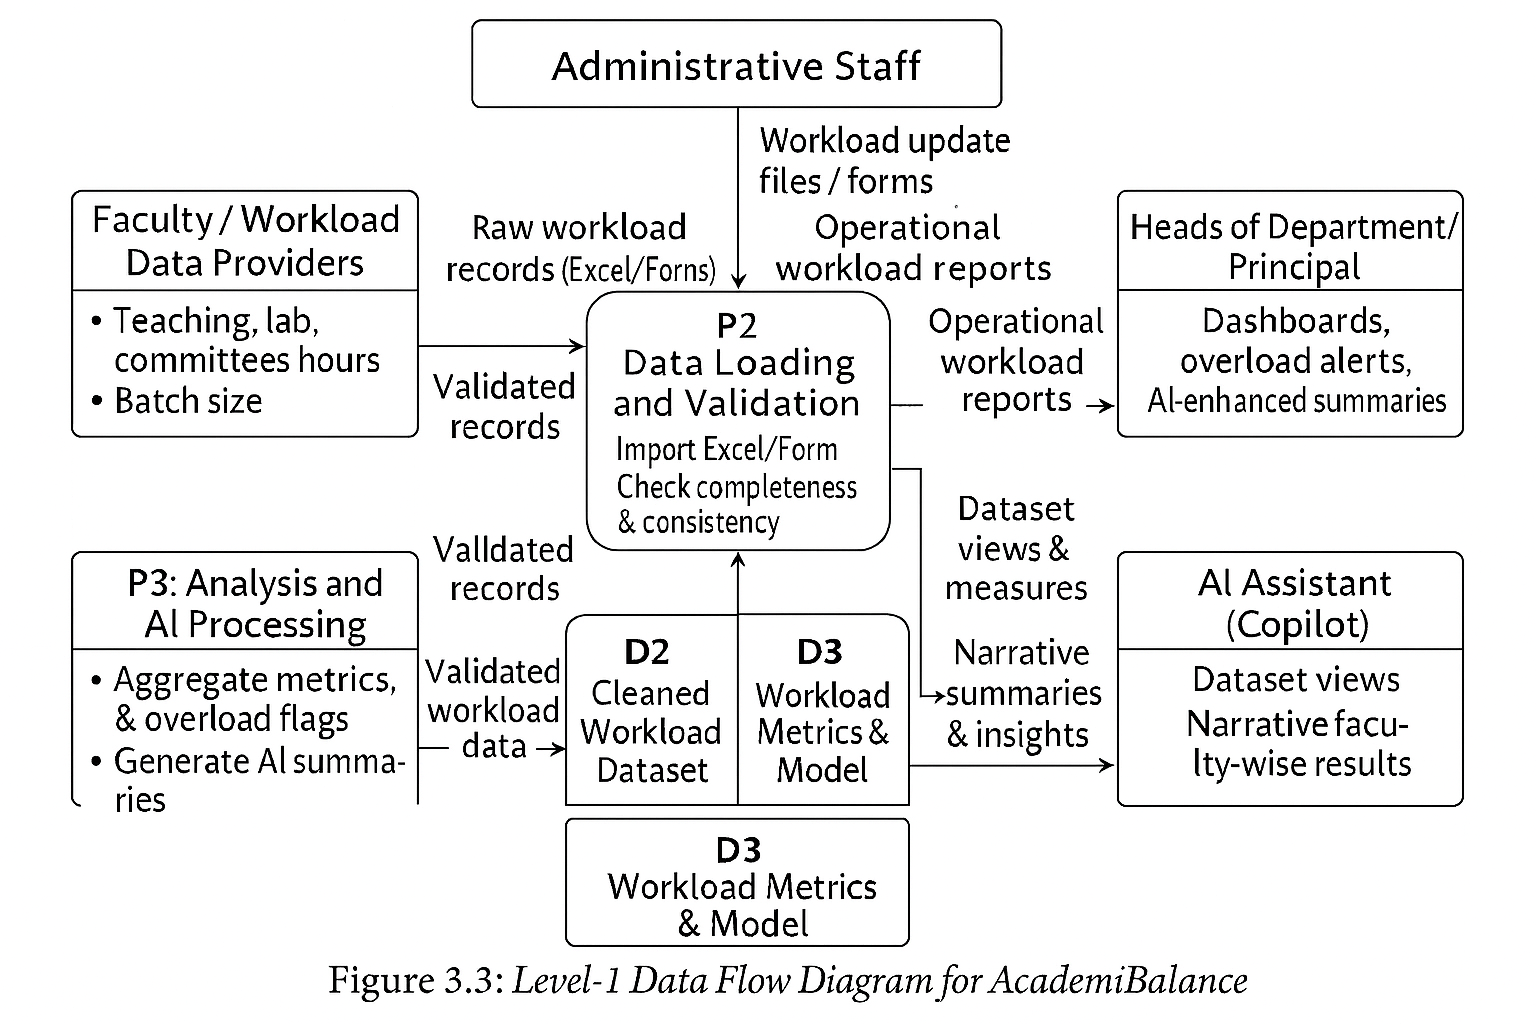 Administrative Staff
Workload update
files / forms
Faculty / Workload
Data Providers
• Teaching, lab,
committees hours
• Batch size
Raw workload
records (Excel/Forns)
Operational
workload reports
Heads of Department/
Principal
Dashboards,
overload alerts,
AI-enhanced summaries
Validated
records
P2
Data Loading
and Validation
Import Excel/Form
Check completeness
& consistency
Operational
workload
reports
Dataset
views &
measures
Valldated
records
P3: Analysis and
AI Processing
• Aggregate metrics,
& overload flags
• Generate AI summa-
ries
Validated
workload
data
D2
Cleaned
Workload
Dataset
D3
Workload
Metrics &
Model
Narrative
summaries
& insights
AI Assistant
(Copilot)
Dataset views
Narrative facu-
lty-wise results
D3
Workload Metrics
& Model
Figure 3.3: Level-1 Data Flow Diagram for AcademiBalance